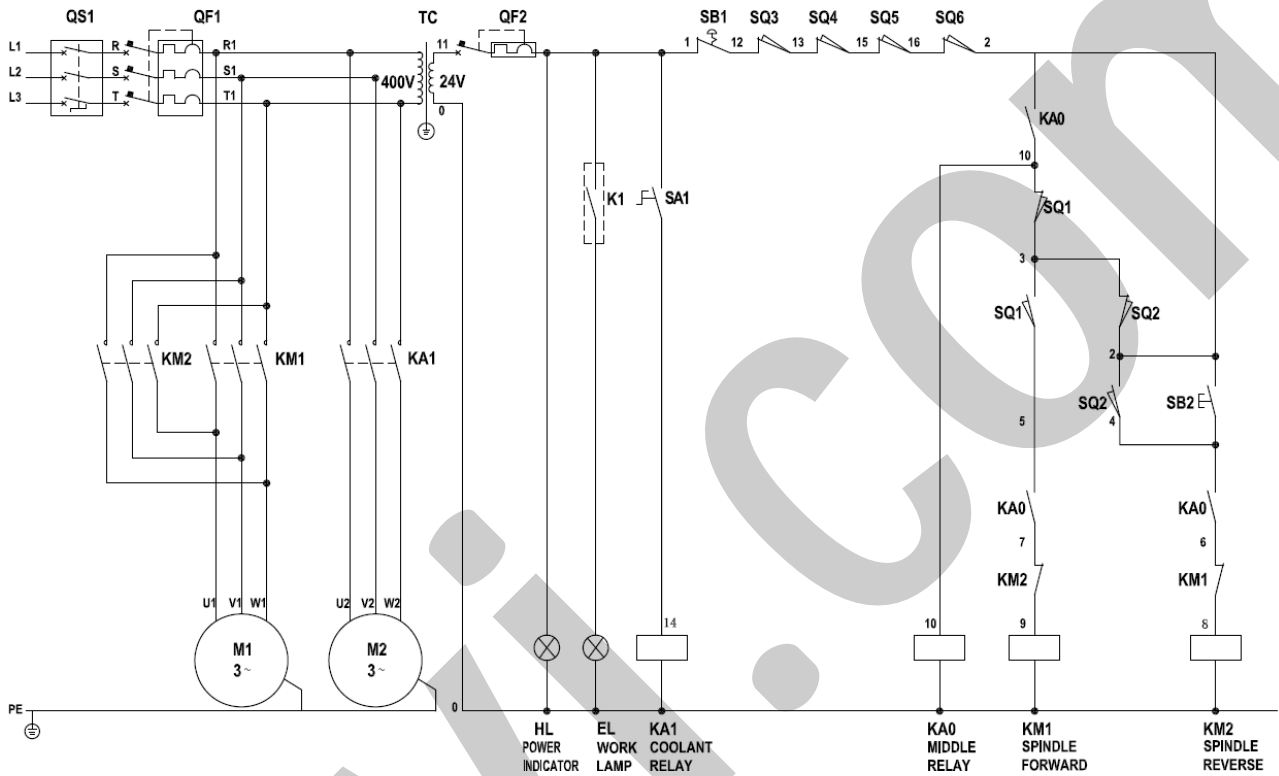 QS1 QF1 TC QF2 SB1 SQ3 SQ4 SQ5 SQ6
L1 R R1 11 1 12 13 15 16 2
L2 S S1 400V 24V
L3 T T1 0
KA0
10
K1 SA1 SQ1
3
SQ1 SQ2
KM2 KM1 KA1 2
SQ2 SB2
5 4
KA0 KA0
7 6
KM2 KM1
U1 V1 W1 U2 V2 W2
14 10 9 8
M1 M2
3~ 3~
PE 0
HL EL KA1 KA0 KM1 KM2
POWER WORK COOLANT MIDDLE SPINDLE SPINDLE
INDICATOR LAMP RELAY RELAY FORWARD REVERSE
vi.com